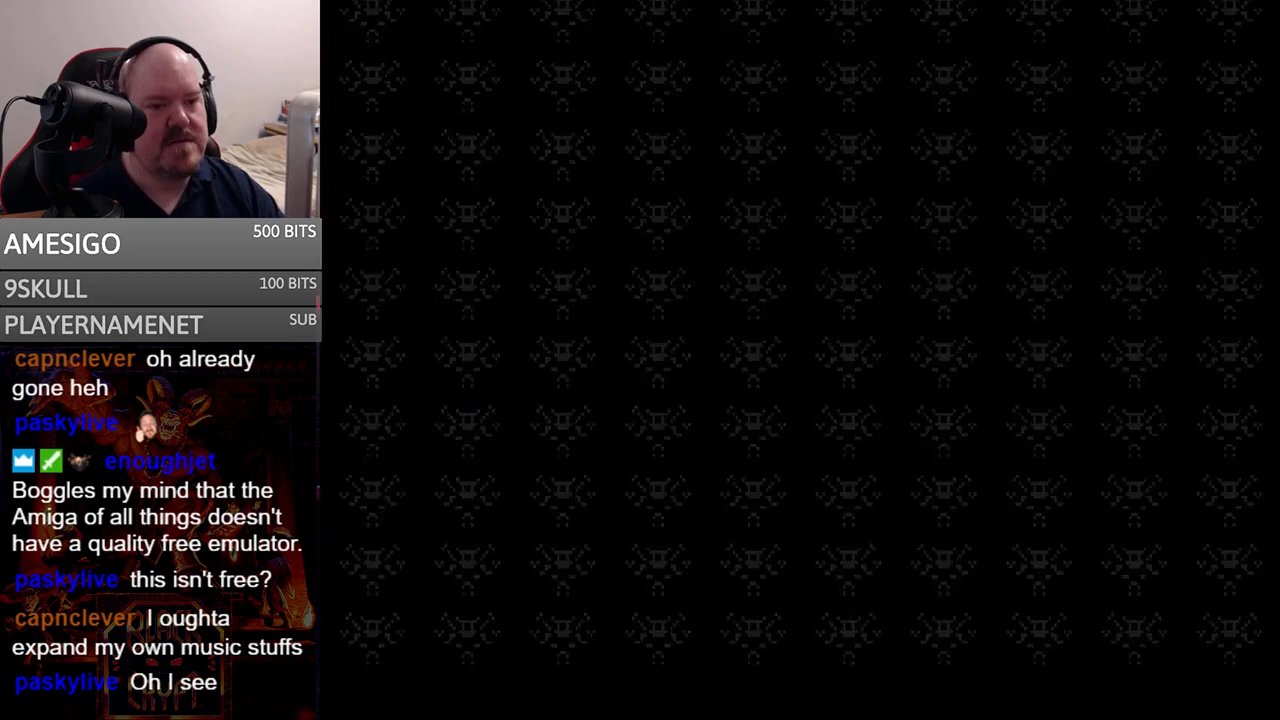 AMESIGO 500 BITS
9SKULL 100 BITS
PLAYERNAMENET SUB
capnclever oh already
gone heh
paskylive
enoughjet
Boggles my mind that the
Amiga of all things doesn't
have a quality free emulator.
paskylive this isn't free?
capnclever I oughta
expand my own music stuffs
paskylive Oh I see
BLACK
CRYPT